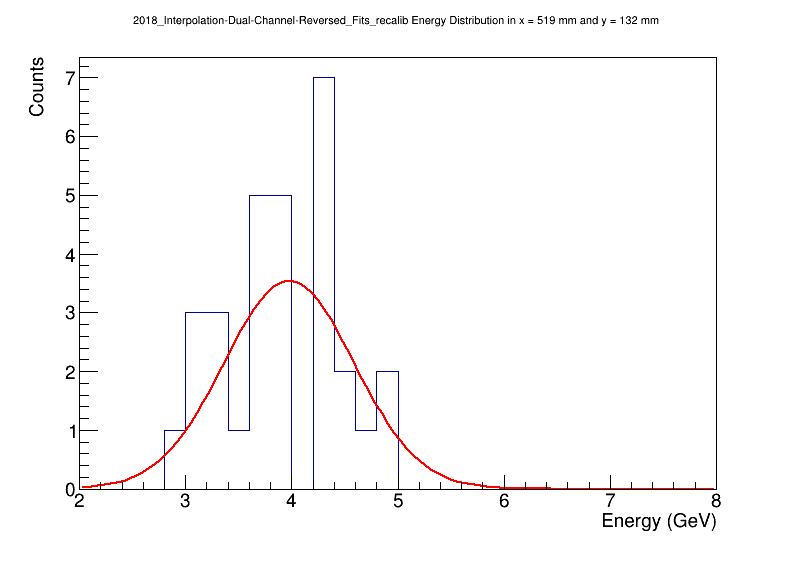 2018_Interpolation-Dual-Channel-Reversed_Fits_recalib Energy Distribution in x = 519 mm and y = 132 mm
Counts
7
6
5
4
3
2
1
0
2 3 4 5 6 7 8
Energy (GeV)